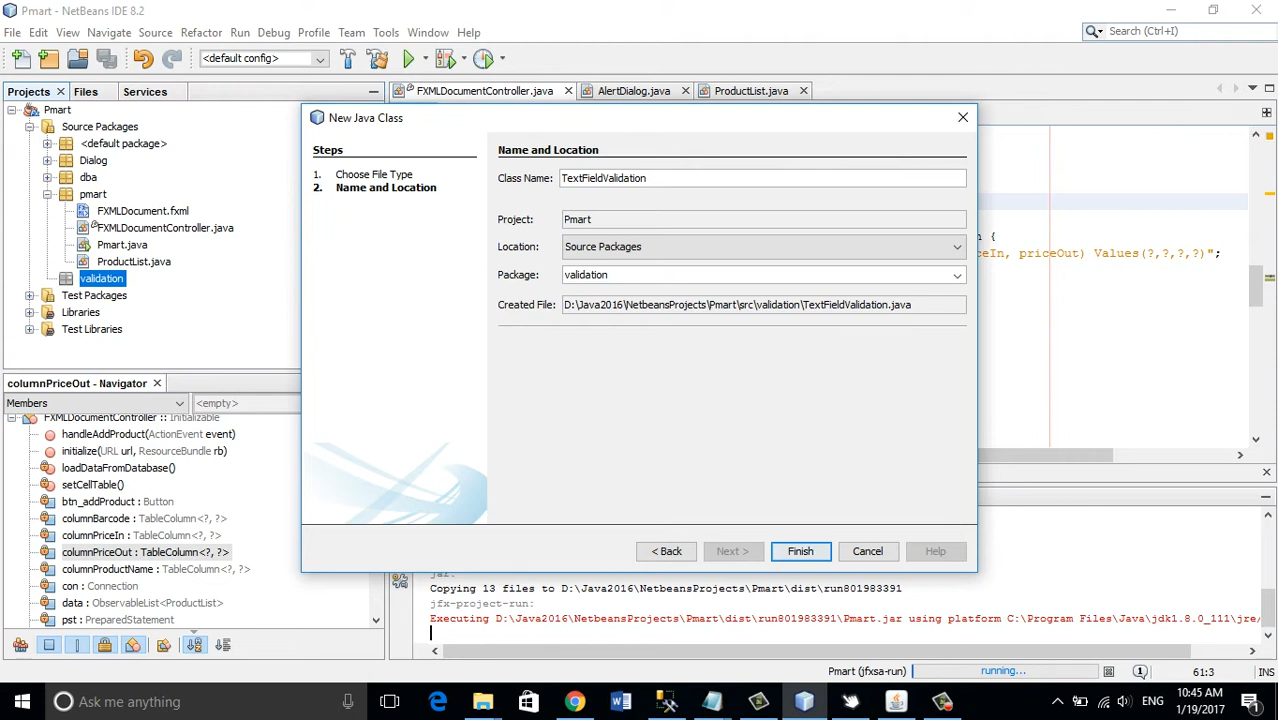 Pmart - NetBeans IDE 8.2
File Edit View Navigate Source Refactor Run Debug Profile Team Tools Window Help
Search (Ctrl+I)
<default config>
Projects Files Services
FXMLDocumentController.java AlertDialog.java ProductList.java
Pmart
Source Packages
<default package>
Dialog
dba
pmart
FXMLDocument.fxml
FXMLDocumentController.java
Pmart.java
ProductList.java
validation
Test Packages
Libraries
Test Libraries
columnPriceOut - Navigator
Members <empty>
FXMLDocumentController :: Initializable
handleAddProduct(ActionEvent event)
initialize(URL url, ResourceBundle rb)
loadDataFromDatabase()
setCellTable()
btn_addProduct : Button
columnBarcode : TableColumn<?, ?>
columnPriceIn : TableColumn<?, ?>
columnPriceOut : TableColumn<?, ?>
columnProductName : TableColumn<?, ?>
con : Connection
data : ObservableList<ProductList>
pst : PreparedStatement
New Java Class
Steps
1. Choose File Type
2. Name and Location
Name and Location
Class Name: TextFieldValidation
Project: Pmart
Location: Source Packages
Package: validation
Created File: D:\Java2016\NetbeansProjects\Pmart\src\validation\TextFieldValidation.java
< Back Next > Finish Cancel Help
n {
ceIn, priceOut) Values(?,?,?,?)";
jar:
Copying 13 files to D:\Java2016\NetbeansProjects\Pmart\dist\run801983391
jfx-project-run:
Executing D:\Java2016\NetbeansProjects\Pmart\dist\run801983391\Pmart.jar using platform C:\Program Files\Java\jdk1.8.0_111\jre/
Pmart (jfxsa-run) running... 61:3 INS
Ask me anything
ENG
10:45 AM
1/19/2017